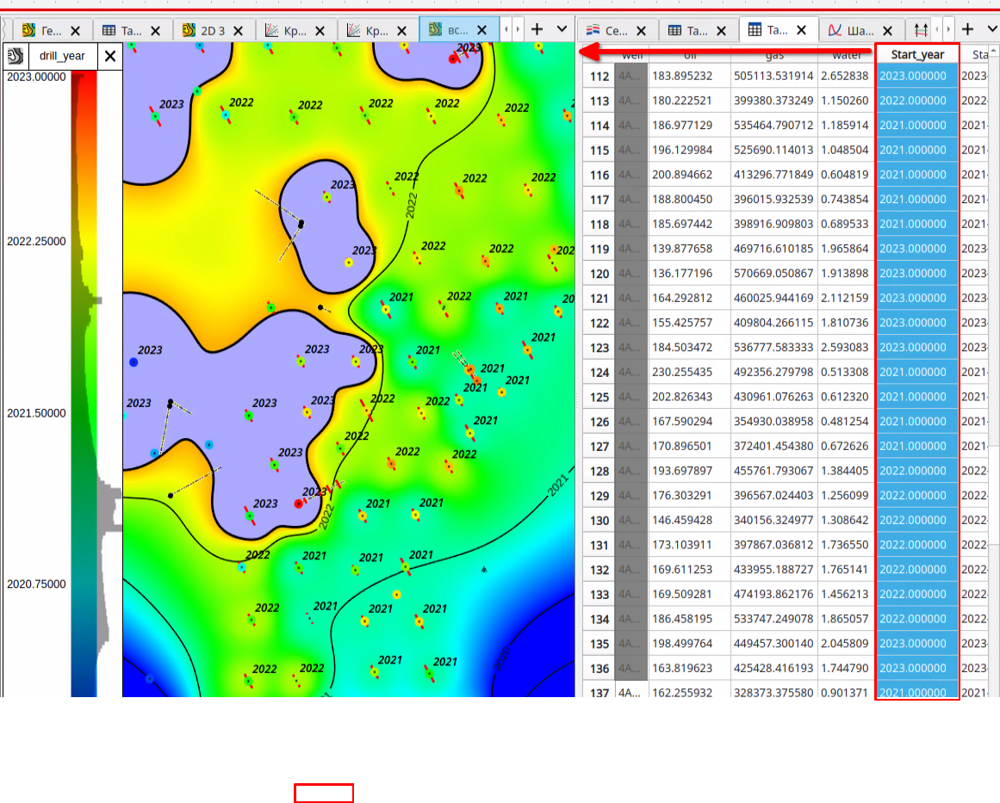 Ге...
Та...
2D 3
Кр...
Кр...
вс...
Се...
Та...
Та...
Ша...
drill_year
2023.00000
2022.25000
2021.50000
2020.75000
2023
2023
2022
2022
2022
2022
2022
2023
2022
2022
2022
2022
2023
2022
2022
202
2021
2022
2021
20
2021
2023
2023
2023
2021
2021
2021
2021
2023
2023
2023
2022
2022
2021
2022
2023
2022
2022
2021
2023
2023
2022
2021
2021
2022
2021
2021
2022
2021
2021
2021
2020
2022
2022
2021
2021
well oil gas water Start_year Sta
112 4A... 183.895232 505113.531914 2.652838 2023.000000 2023-
113 4A... 180.222521 399380.373249 1.150260 2022.000000 2022-
114 4A... 186.977129 535464.790712 1.185914 2021.000000 2021-
115 4A... 196.129984 525690.114013 1.048504 2021.000000 2021-
116 4A... 200.894662 413296.771849 0.604819 2021.000000 2021-
117 4A... 188.800450 396015.932539 0.743854 2021.000000 2021-
118 4A... 185.697442 398916.909803 0.689533 2021.000000 2021-
119 4A... 139.877658 469716.610185 1.965864 2023.000000 2023-
120 4A... 136.177196 570669.050867 1.913898 2023.000000 2023-
121 4A... 164.292812 460025.944169 2.112159 2023.000000 2023-
122 4A... 155.425757 409804.266115 1.810736 2023.000000 2023-
123 4A... 184.503472 536777.583333 2.593083 2023.000000 2023-
124 4A... 230.255435 492356.279798 0.513308 2021.000000 2021-
125 4A... 202.826343 430961.076263 0.612320 2021.000000 2021-
126 4A... 167.590294 354930.038958 0.481254 2021.000000 2021-
127 4A... 170.896501 372401.454380 0.672626 2021.000000 2021-
128 4A... 193.697897 455761.793067 1.384405 2022.000000 2022-
129 4A... 176.303291 396567.024403 1.256099 2022.000000 2022-
130 4A... 146.459428 340156.324977 1.308642 2022.000000 2022-
131 4A... 173.103911 397867.036812 1.736550 2022.000000 2022-
132 4A... 169.611253 433955.188727 1.765141 2022.000000 2022-
133 4A... 169.509281 474193.862176 1.456213 2022.000000 2022-
134 4A... 186.458195 533747.249078 1.865057 2022.000000 2022-
135 4A... 198.499764 449457.300140 2.045809 2023.000000 2023-
136 4A... 163.819623 425428.416193 1.744790 2023.000000 2023-
137 4A... 162.255932 328373.375580 0.901371 2021.000000 2021-